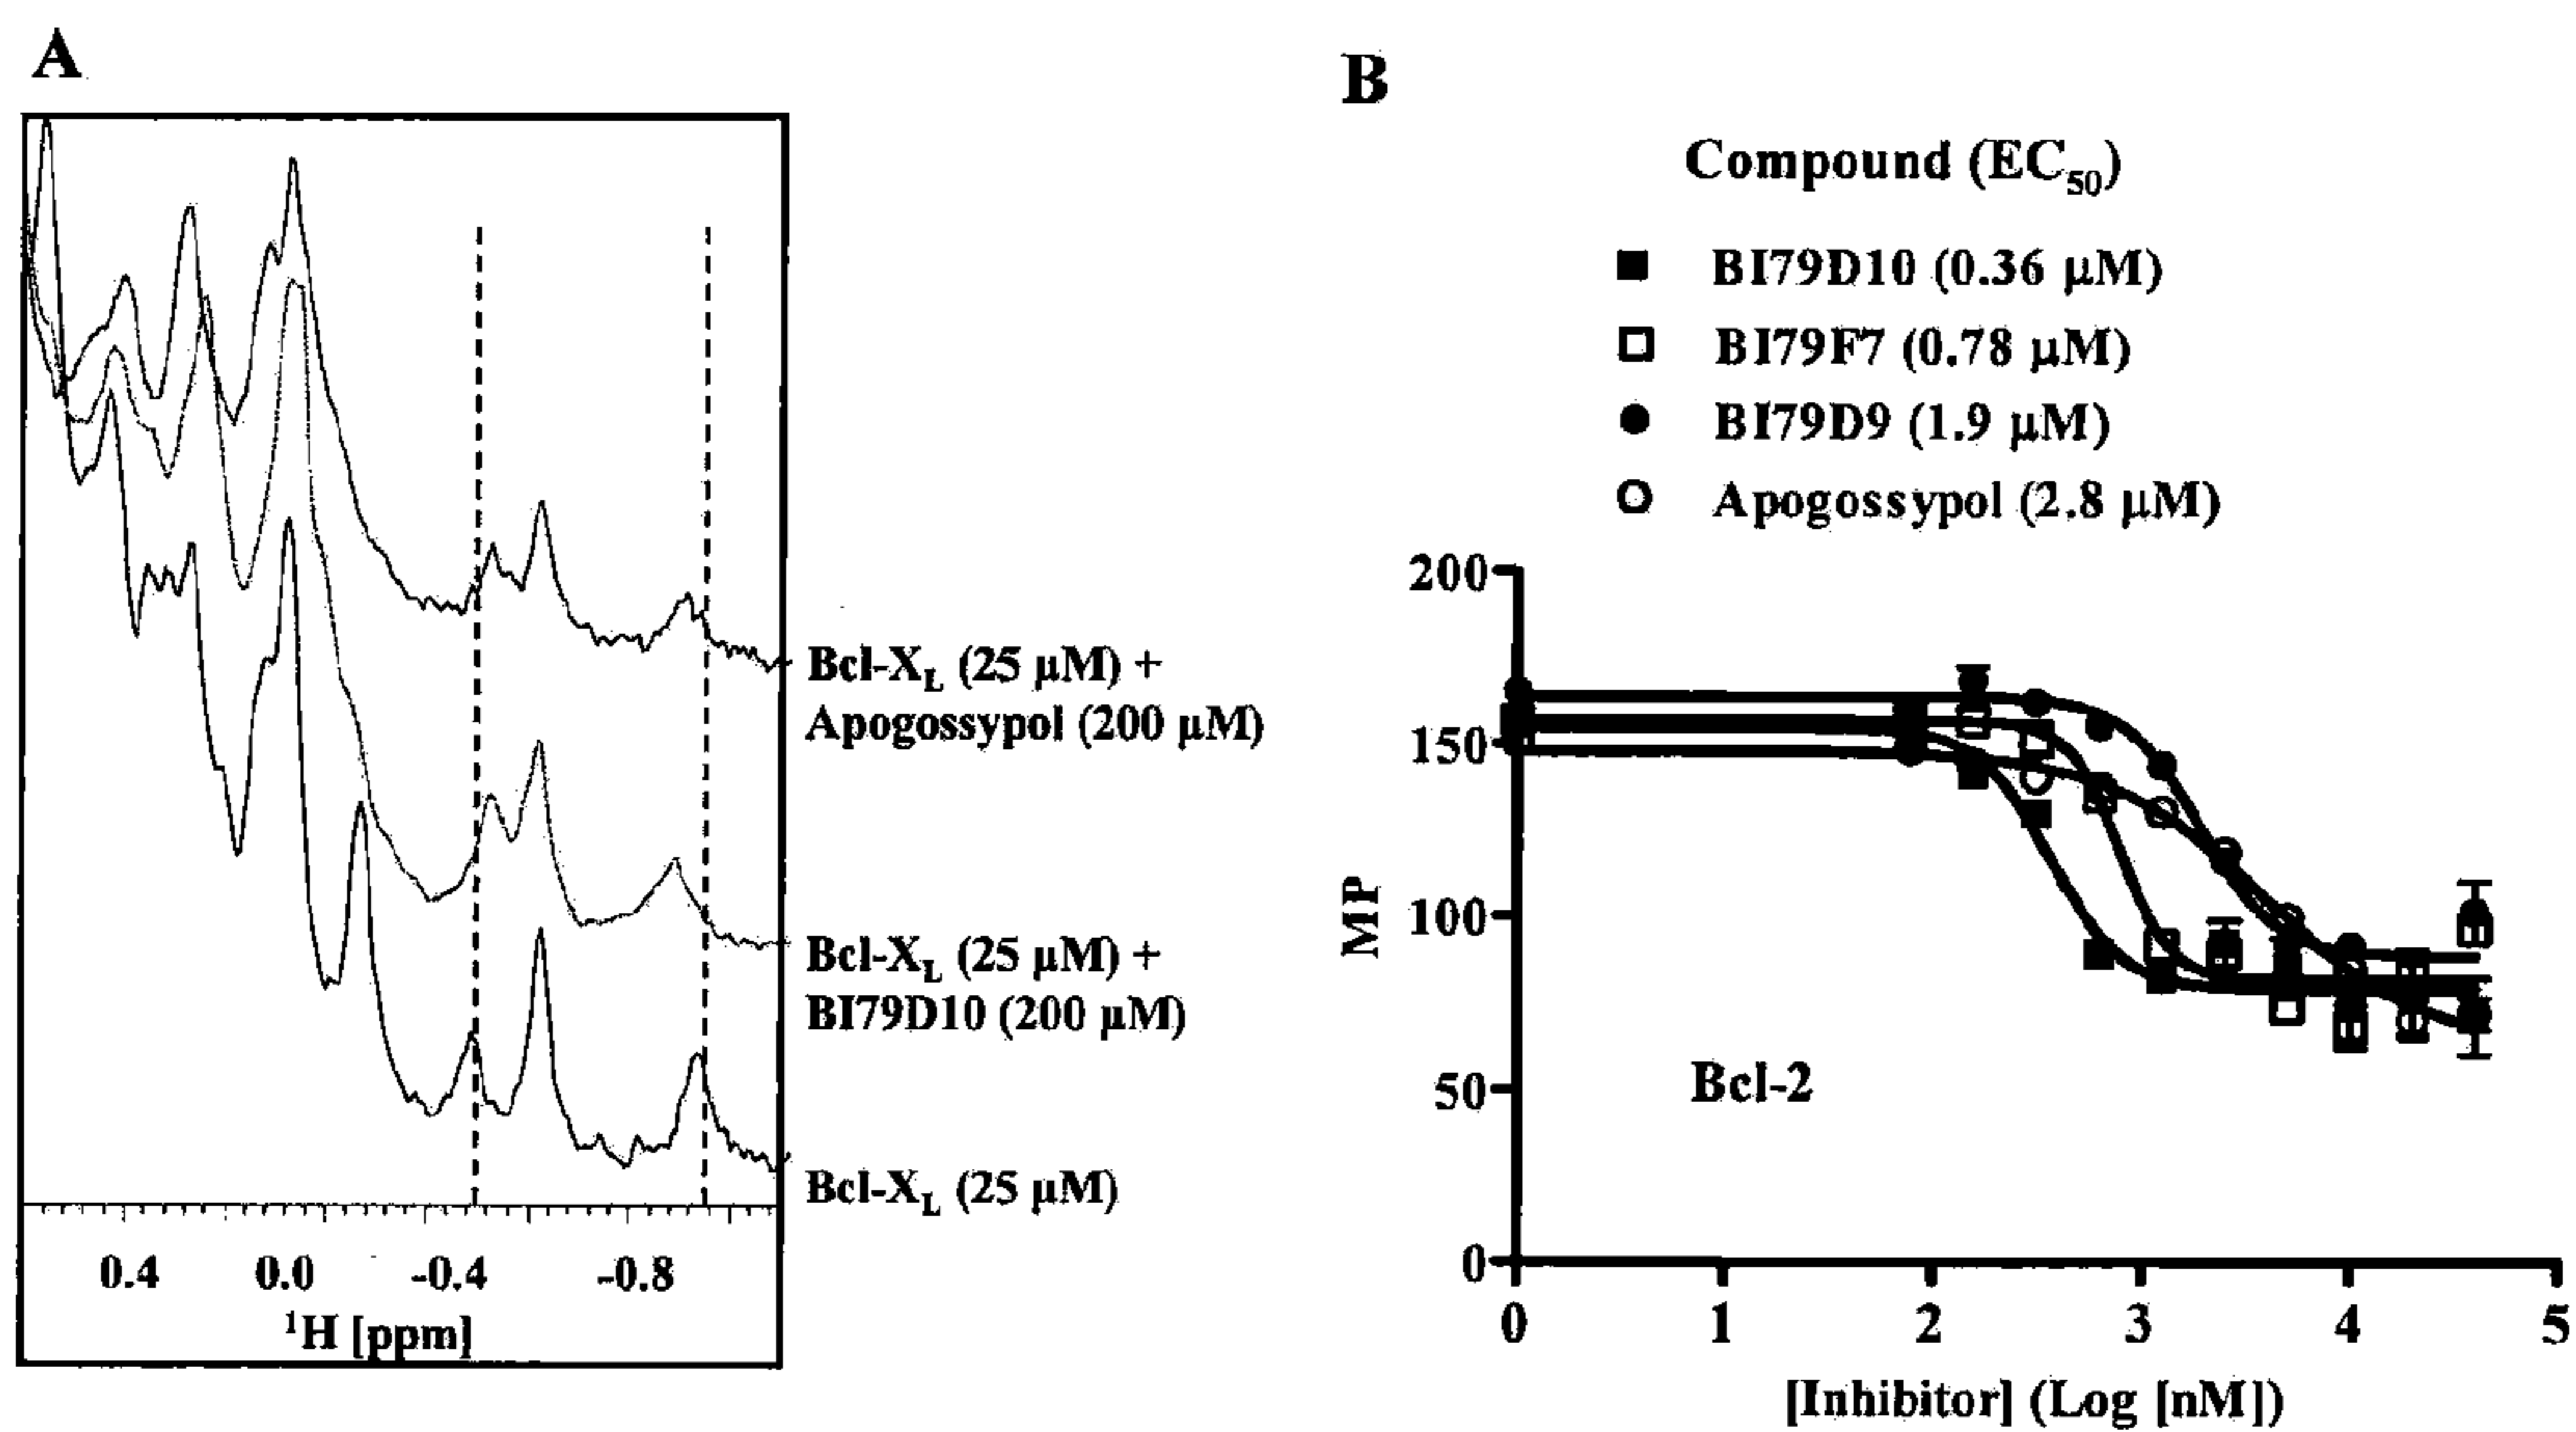 A
Bcl-X_L (25 μM) +
Apogossypol (200 μM)
Bcl-X_L (25 μM) +
BI79D10 (200 μM)
Bcl-X_L (25 μM)
0.4 0.0 -0.4 -0.8
¹H [ppm]
B
Compound (EC₅₀)
BI79D10 (0.36 μM)
BI79F7 (0.78 μM)
BI79D9 (1.9 μM)
Apogossypol (2.8 μM)
200
150
100
50
0
MP
Bcl-2
0 1 2 3 4 5
[Inhibitor] (Log [nM])